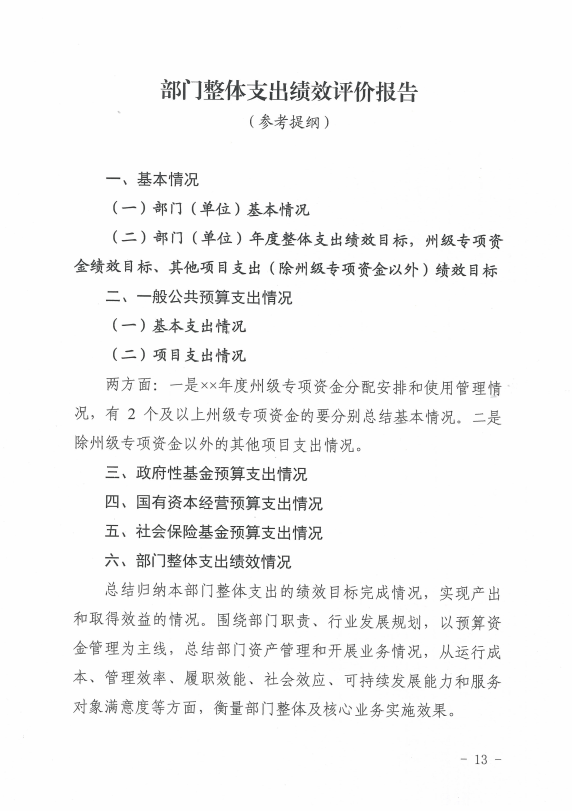 部门整体支出绩效评价报告
（参考提纲）
一、基本情况
（一）部门（单位）基本情况
（二）部门（单位）年度整体支出绩效目标，州级专项资
金绩效目标、其他项目支出（除州级专项资金以外）绩效目标
二、一般公共预算支出情况
（一）基本支出情况
（二）项目支出情况
两方面：一是××年度州级专项资金分配安排和使用管理情
况，有 2 个及以上州级专项资金的要分别总结基本情况。二是
除州级专项资金以外的其他项目支出情况。
三、政府性基金预算支出情况
四、国有资本经营预算支出情况
五、社会保险基金预算支出情况
六、部门整体支出绩效情况
总结归纳本部门整体支出的绩效目标完成情况，实现产出
和取得效益的情况。围绕部门职责、行业发展规划，以预算资
金管理为主线，总结部门资产管理和开展业务情况，从运行成
本、管理效率、履职效能、社会效应、可持续发展能力和服务
对象满意度等方面，衡量部门整体及核心业务实施效果。
- 13 -